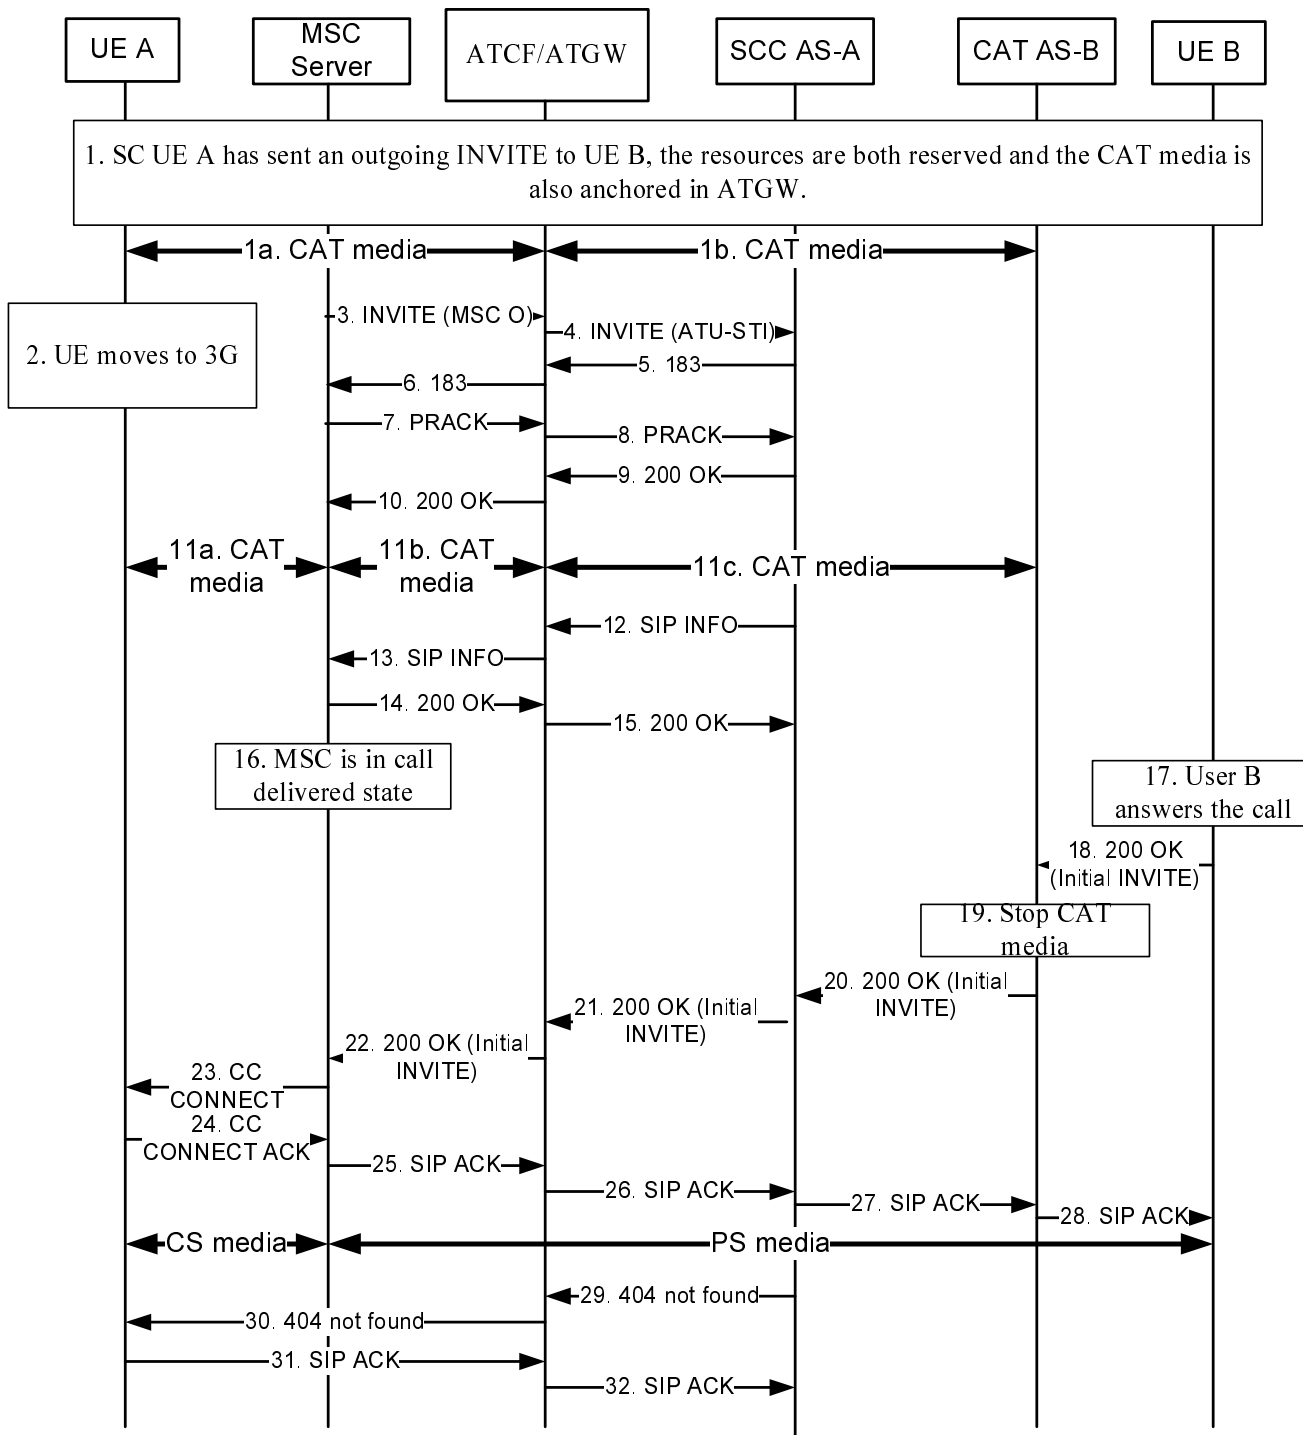 UE A
MSC
Server
ATCF/ATGW
SCC AS-A
CAT AS-B
UE B
1. SC UE A has sent an outgoing INVITE to UE B, the resources are both reserved and the CAT media is
also anchored in ATGW.
1a. CAT media
1b. CAT media
2. UE moves to 3G
3. INVITE (MSC O)
4. INVITE (ATU-STI)
5. 183
6. 183
7. PRACK
8. PRACK
9. 200 OK
10. 200 OK
11a. CAT
media
11b. CAT
media
11c. CAT media
12. SIP INFO
13. SIP INFO
14. 200 OK
15. 200 OK
16. MSC is in call
delivered state
17. User B
answers the call
18. 200 OK
(Initial INVITE)
19. Stop CAT
media
20. 200 OK (Initial
INVITE)
21. 200 OK (Initial
INVITE)
22. 200 OK (Initial
INVITE)
23. CC
CONNECT
24. CC
CONNECT ACK
25. SIP ACK
26. SIP ACK
27. SIP ACK
28. SIP ACK
CS media
PS media
29. 404 not found
30. 404 not found
31. SIP ACK
32. SIP ACK